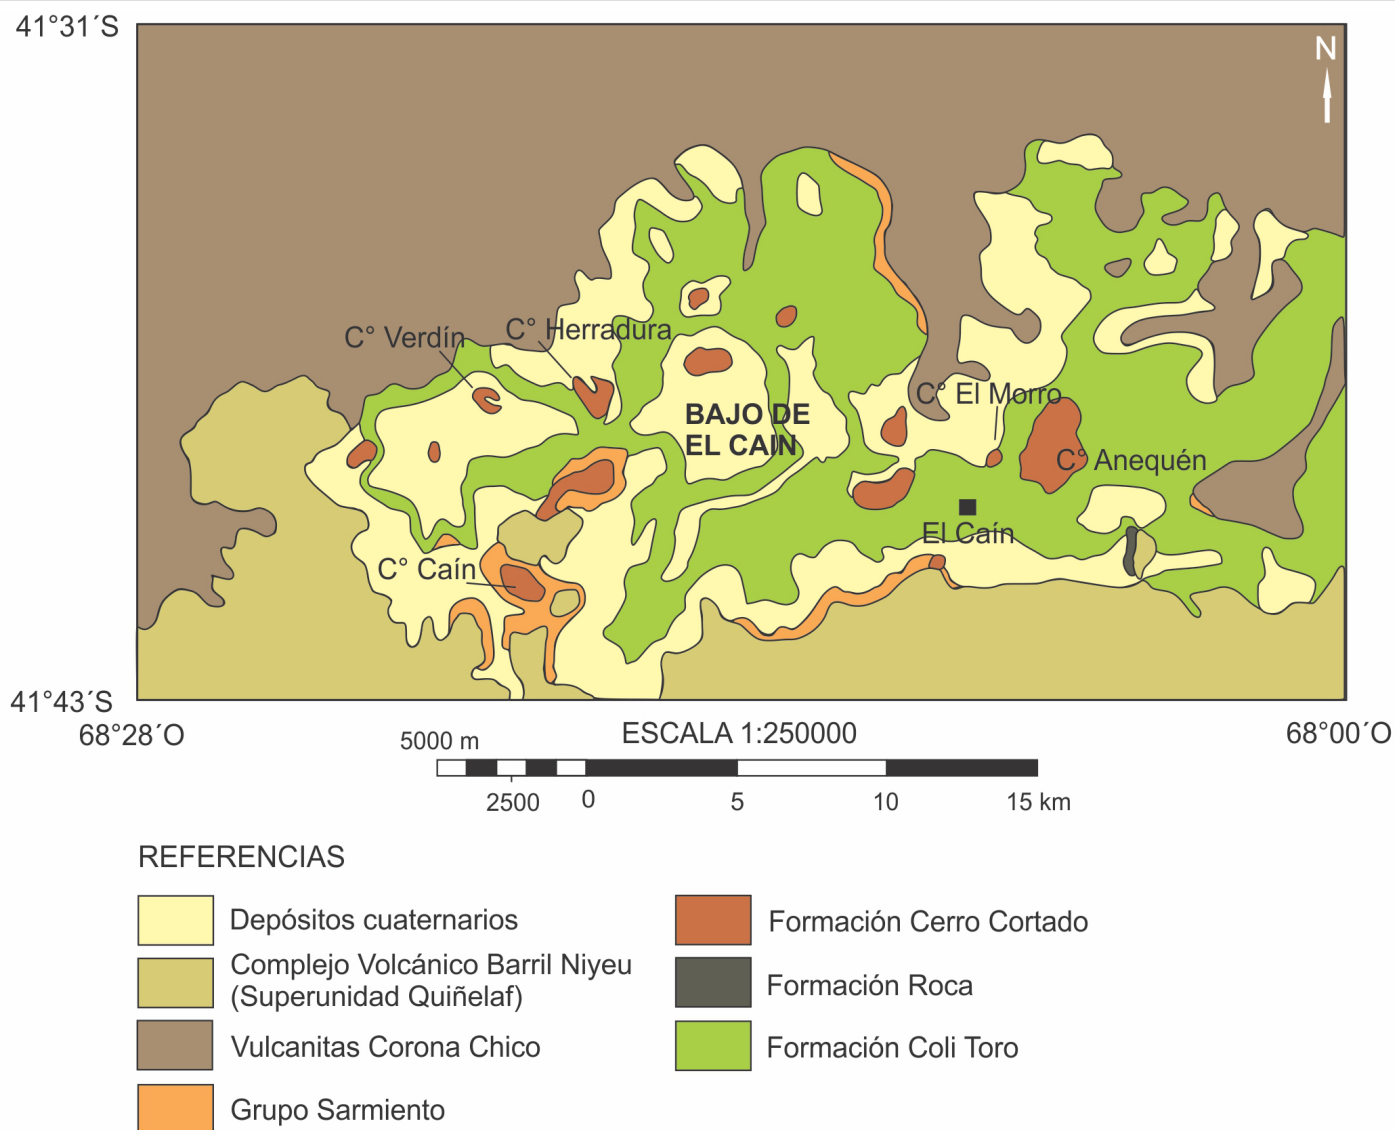 41°31´S
N
C° Verdín
C° Herradura
C° El Morro
BAJO DE
EL CAIN
C° Anequén
El Caín
C° Caín
41°43´S
68°28´O
68°00´O
5000 m
ESCALA 1:250000
2500
0
5
10
15 km
REFERENCIAS
Depósitos cuaternarios
Complejo Volcánico Barril Niyeu
(Superunidad Quiñelaf)
Vulcanitas Corona Chico
Grupo Sarmiento
Formación Cerro Cortado
Formación Roca
Formación Coli Toro